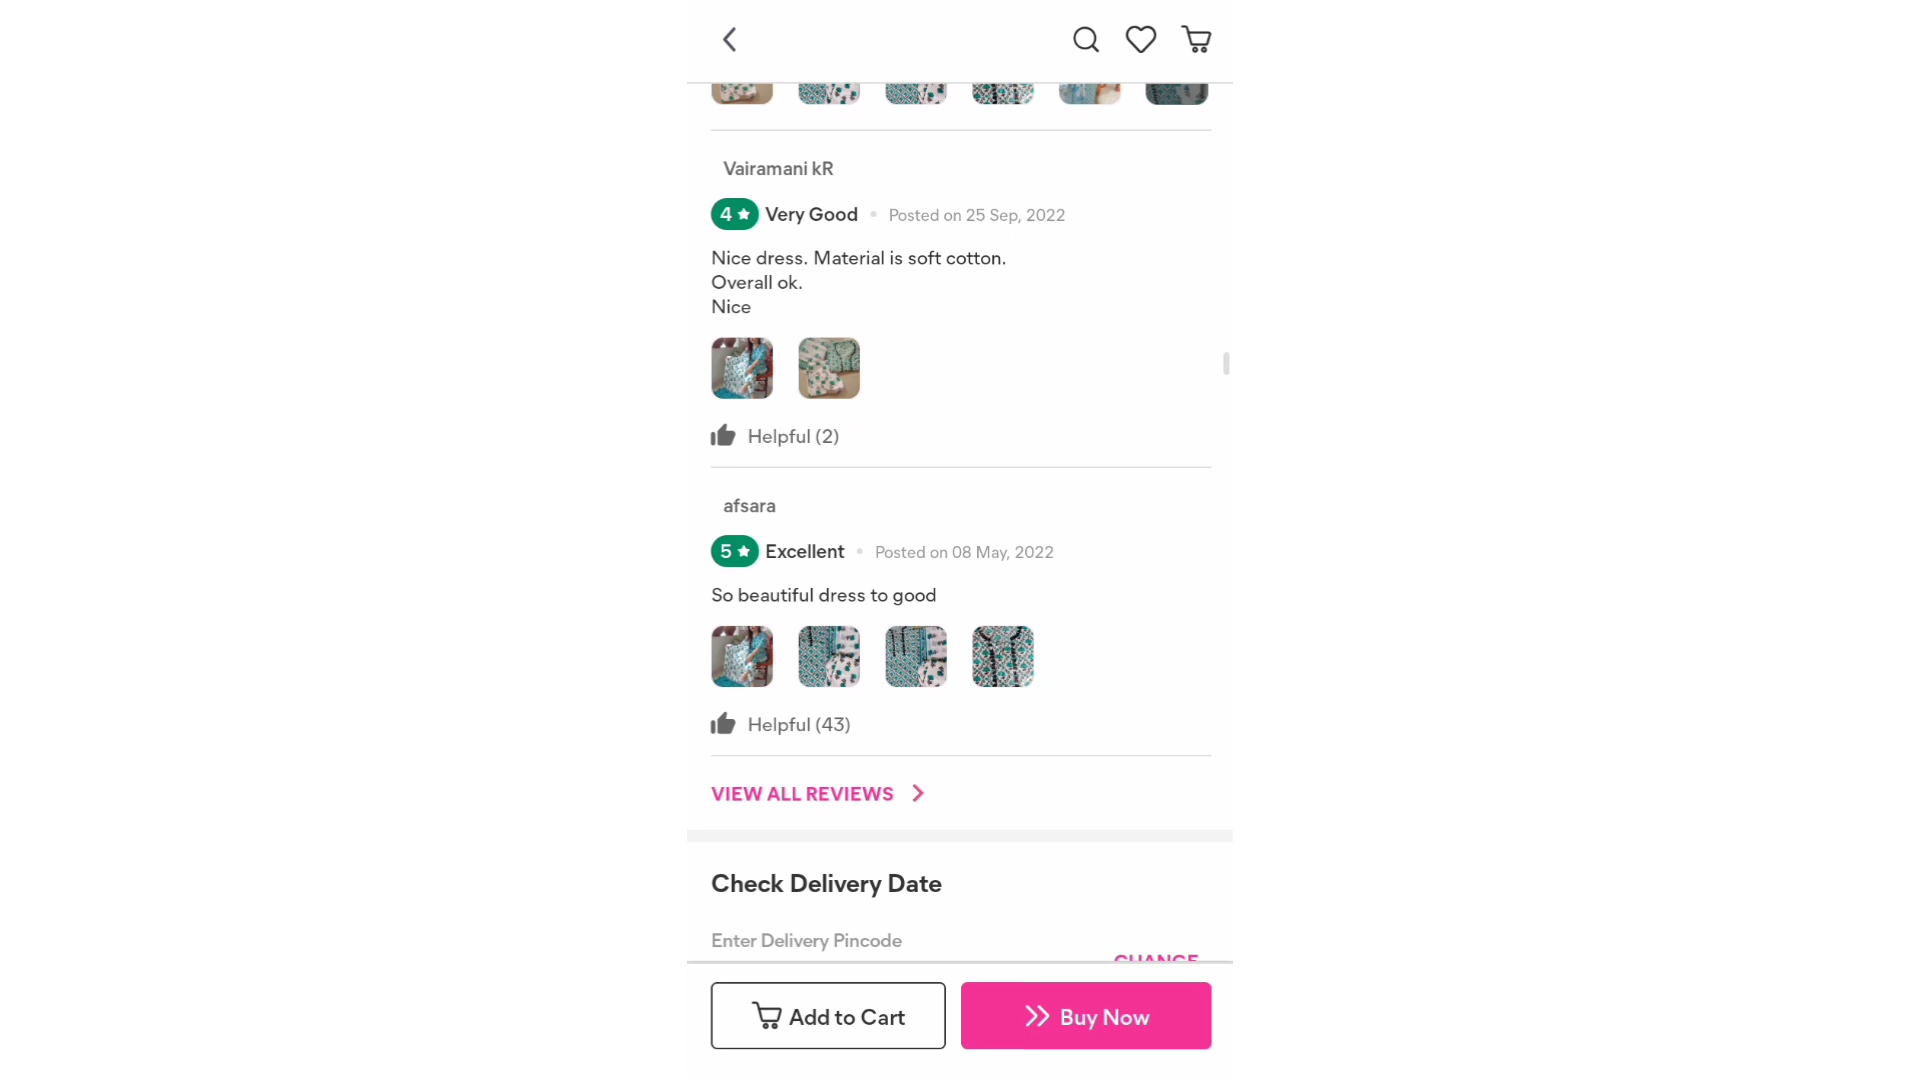 Vairamani kR
4 Very Good Posted on 25 Sep, 2022
Nice dress. Material is soft cotton.
Overall ok.
Nice
Helpful (2)
afsara
5 Excellent Posted on 08 May, 2022
So beautiful dress to good
Helpful (43)
VIEW ALL REVIEWS
Check Delivery Date
Enter Delivery Pincode
CHANGE
Add to Cart Buy Now